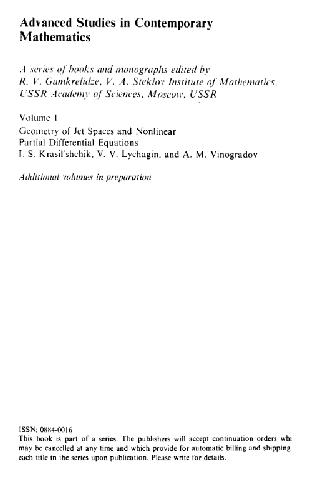 Advanced Studies in Contemporary
Mathematics
A series of books and monographs edited by
R. V. Gamkrelidze, V. A. Steklov Institute of Mathematics,
USSR Academy of Sciences, Moscow, USSR
Volume 1
Geometry of Jet Spaces and Nonlinear
Partial Differential Equations
I. S. Krasil'shchik, V. V. Lychagin, and A. M. Vinogradov
Additional volumes in preparation
ISSN: 0884-0016
This book is part of a series. The publishers will accept continuation orders whi
may be cancelled at any time and which provide for automatic billing and shipping
each title in the series upon publication. Please write for details.